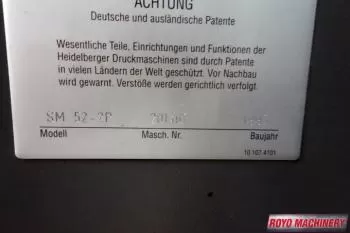 ACHTUNG
Deutsche und ausländische Patente
Wesentliche Teile, Einrichtungen und Funktionen der
Heidelberger Druckmaschinen sind durch Patente
in vielen Ländern der Welt geschützt. Vor Nachbau
wird gewarnt. Verstöße werden gerichtlich verfolgt.
SM 52-2P
Modell Masch. Nr. Baujahr
10.107.4101
ROYO MACHINERY